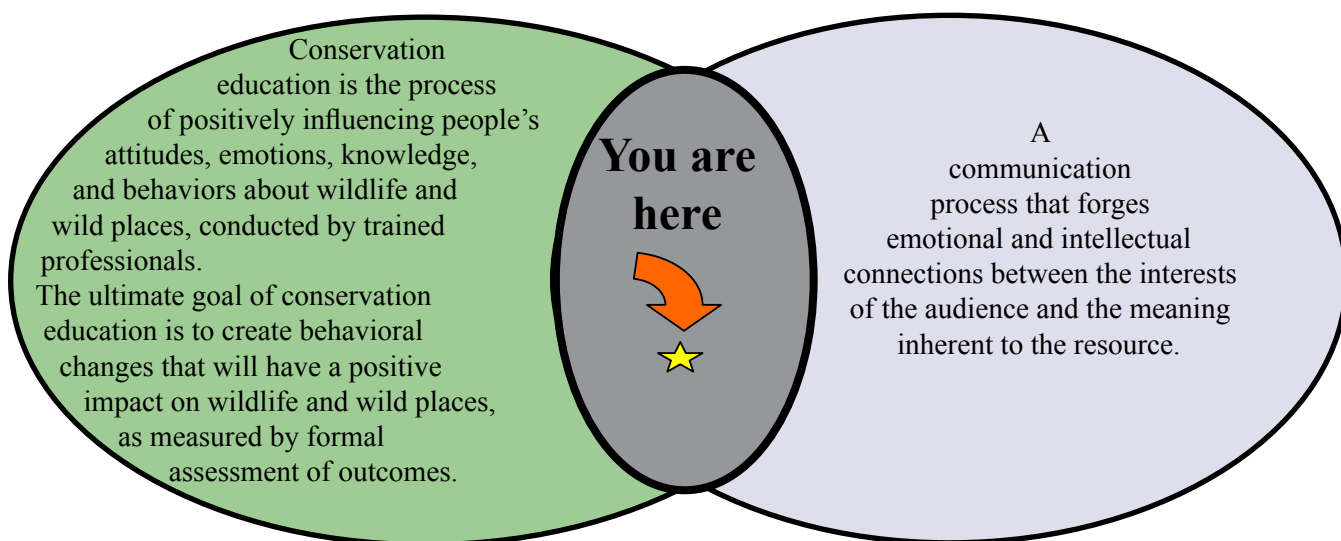 Conservation
education is the process
of positively influencing people’s
attitudes, emotions, knowledge,
and behaviors about wildlife and
wild places, conducted by trained
professionals.
The ultimate goal of conservation
education is to create behavioral
changes that will have a positive
impact on wildlife and wild places,
as measured by formal
assessment of outcomes.
You are
here
A
communication
process that forges
emotional and intellectual
connections between the interests
of the audience and the meaning
inherent to the resource.